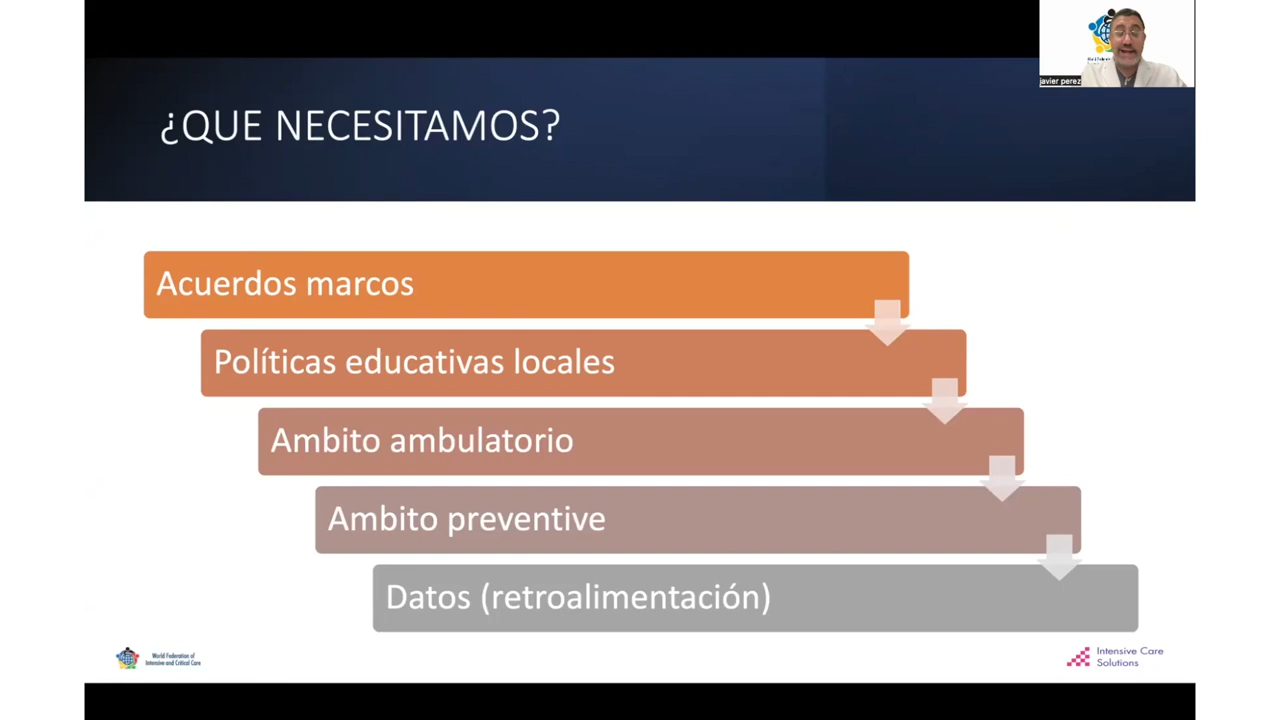 javier perez
¿QUE NECESITAMOS?
Acuerdos marcos
Políticas educativas locales
Ambito ambulatorio
Ambito preventive
Datos (retroalimentación)
World Federation of
Intensive and Critical Care
Intensive Care
Solutions